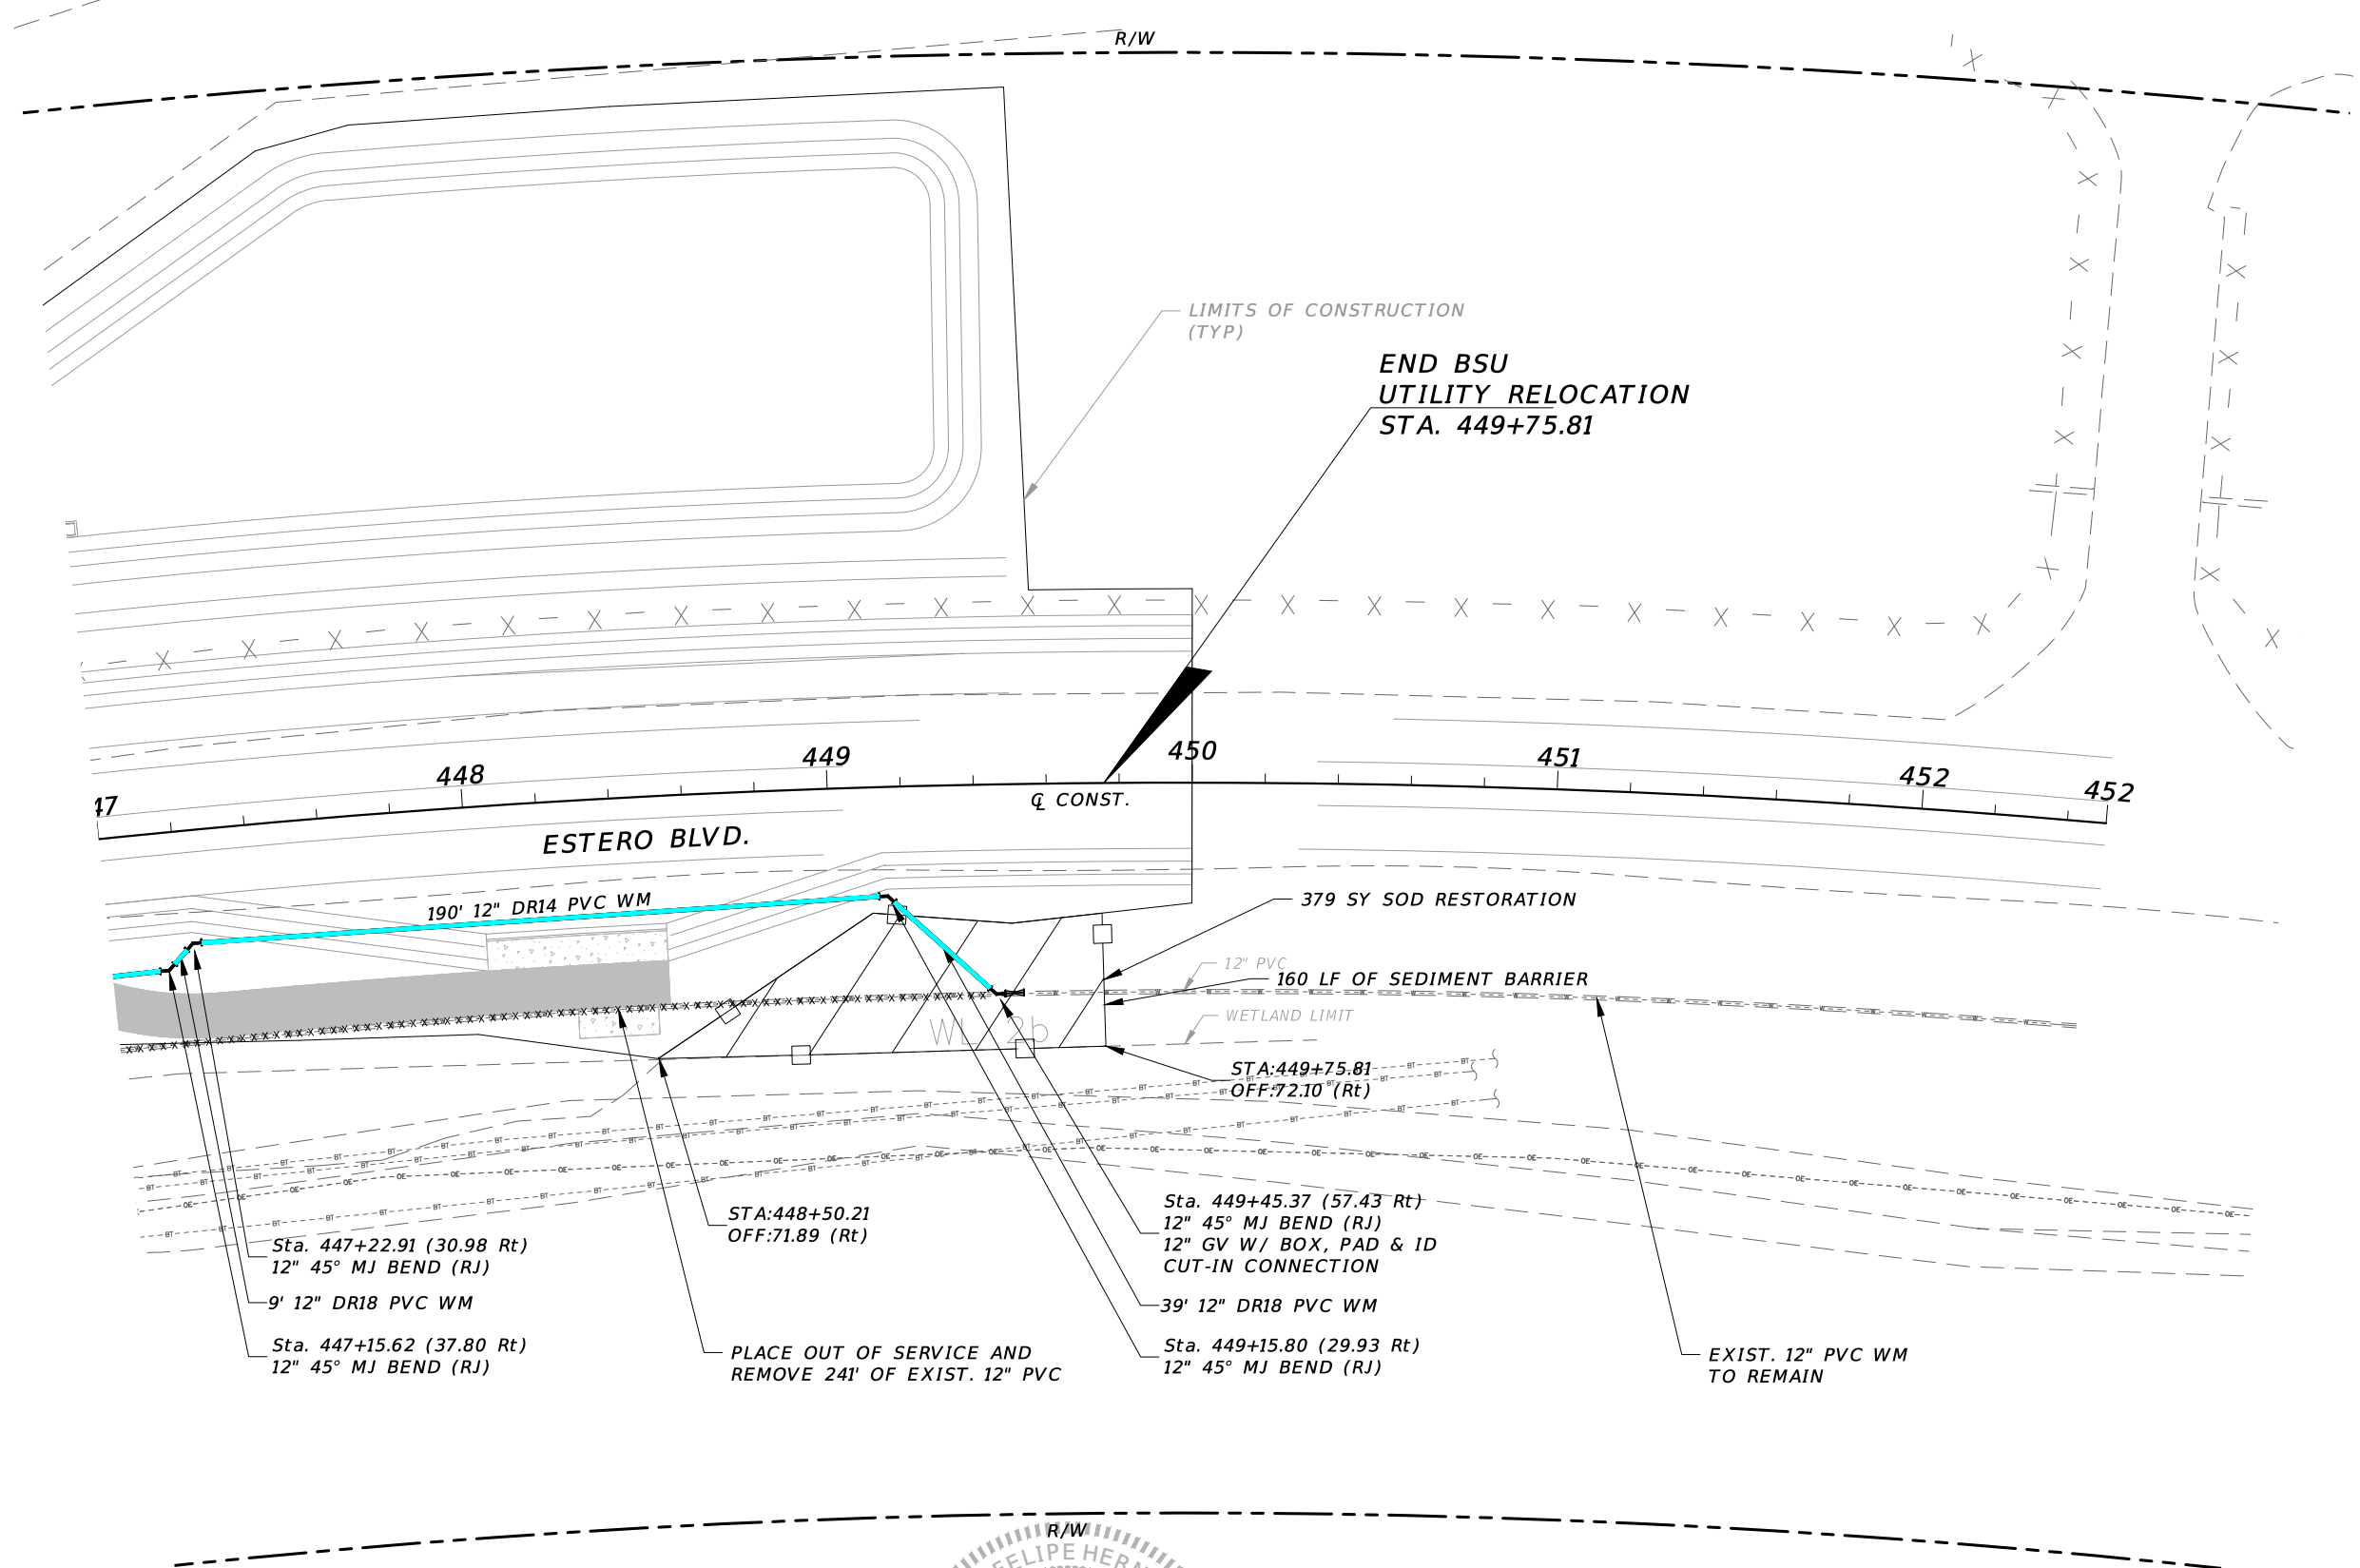 R/W
LIMITS OF CONSTRUCTION
(TYP)
END BSU
UTILITY RELOCATION
STA. 449+75.81
47
448
449
450
451
452
452
℄ CONST.
ESTERO BLVD.
190' 12" DR14 PVC WM
379 SY SOD RESTORATION
12" PVC
160 LF OF SEDIMENT BARRIER
WETLAND LIMIT
WL 2b
STA:449+75.81
OFF:72.10 (Rt)
STA:448+50.21
OFF:71.89 (Rt)
Sta. 447+22.91 (30.98 Rt)
12" 45° MJ BEND (RJ)
9' 12" DR18 PVC WM
Sta. 447+15.62 (37.80 Rt)
12" 45° MJ BEND (RJ)
PLACE OUT OF SERVICE AND
REMOVE 241' OF EXIST. 12" PVC
Sta. 449+45.37 (57.43 Rt)
12" 45° MJ BEND (RJ)
12" GV W/ BOX, PAD & ID
CUT-IN CONNECTION
39' 12" DR18 PVC WM
Sta. 449+15.80 (29.93 Rt)
12" 45° MJ BEND (RJ)
EXIST. 12" PVC WM
TO REMAIN
R/W